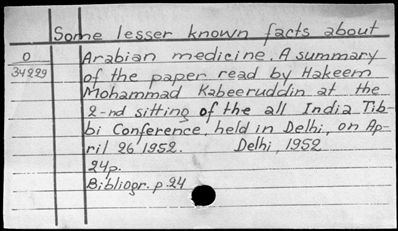 Some lesser known facts about
O
34229
Arabian medicine. A summary
of the paper read by Hakeem
Mohammad Kabeeruddin at the
2-nd sitting of the all India Tib-
bi Conference, held in Delhi, on Ap-
ril 26 1952. Delhi, 1952
24p.
Bibliogr. p. 24